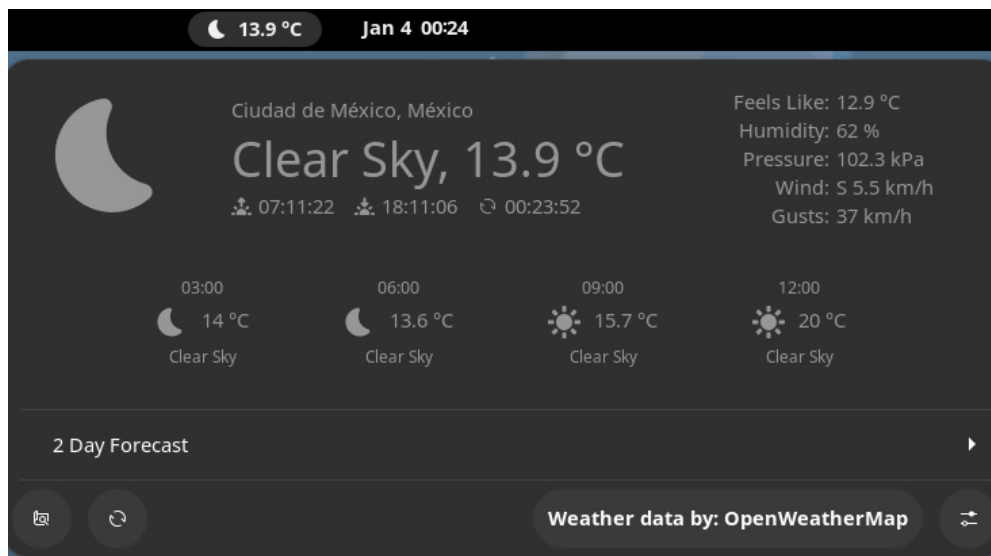 13.9 °C Jan 4 00:24
Ciudad de México, México
Clear Sky, 13.9 °C
07:11:22 18:11:06 00:23:52
Feels Like: 12.9 °C
Humidity: 62 %
Pressure: 102.3 kPa
Wind: S 5.5 km/h
Gusts: 37 km/h
03:00 06:00 09:00 12:00
14 °C 13.6 °C 15.7 °C 20 °C
Clear Sky Clear Sky Clear Sky Clear Sky
2 Day Forecast
Weather data by: OpenWeatherMap